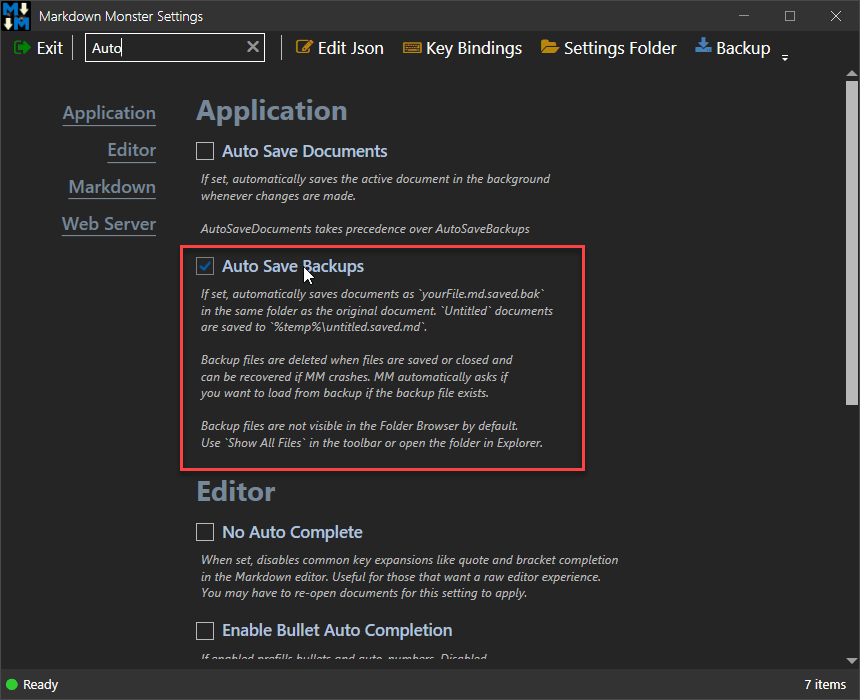 Markdown Monster Settings
Exit
Auto
Edit Json
Key Bindings
Settings Folder
Backup
Application
Editor
Markdown
Web Server
Application
Auto Save Documents
If set, automatically saves the active document in the background
whenever changes are made.
AutoSaveDocuments takes precedence over AutoSaveBackups
Auto Save Backups
If set, automatically saves documents as `yourFile.md.saved.bak`
in the same folder as the original document. `Untitled` documents
are saved to `%temp%\untitled.saved.md`.
Backup files are deleted when files are saved or closed and
can be recovered if MM crashes. MM automatically asks if
you want to load from backup if the backup file exists.
Backup files are not visible in the Folder Browser by default.
Use `Show All Files` in the toolbar or open the folder in Explorer.
Editor
No Auto Complete
When set, disables common key expansions like quote and bracket completion
in the Markdown editor. Useful for those that want a raw editor experience.
You may have to re-open documents for this setting to apply.
Enable Bullet Auto Completion
If enabled prefills bullets and auto-numbers. Disabled
Ready
7 items